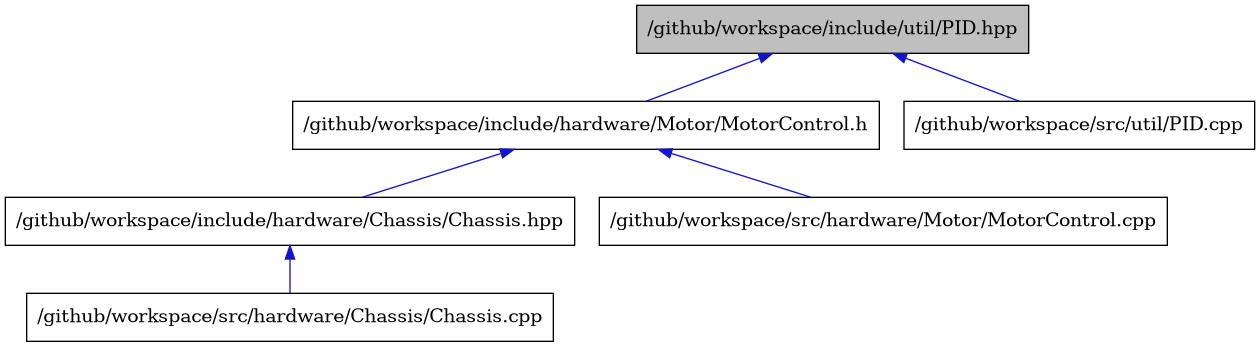 /github/workspace/include/util/PID.hpp
/github/workspace/include/hardware/Motor/MotorControl.h
/github/workspace/src/util/PID.cpp
/github/workspace/include/hardware/Chassis/Chassis.hpp
/github/workspace/src/hardware/Motor/MotorControl.cpp
/github/workspace/src/hardware/Chassis/Chassis.cpp